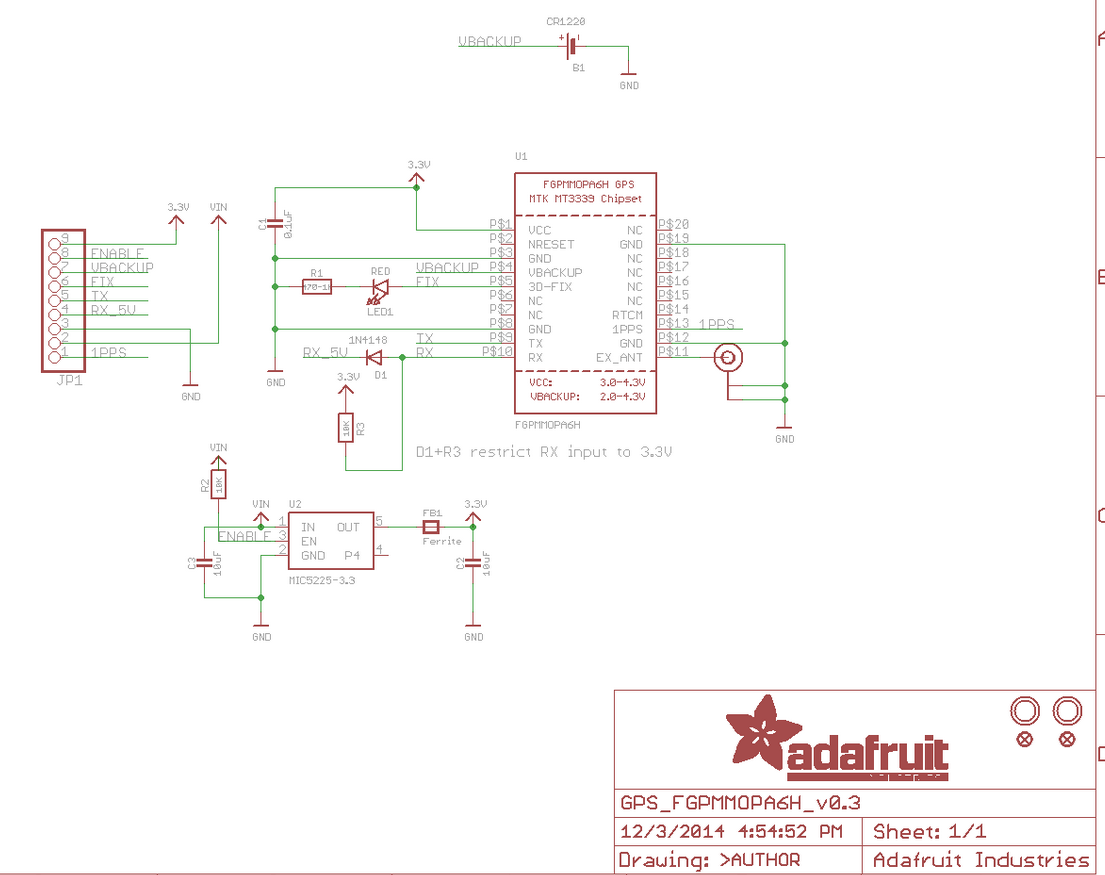 CR1220
VBACKUP
+
B1
GND
U1
FGPMMOPA6H GPS
MTK MT3339 Chipset
3.3V
C1
0.1uF
P$1 VCC NC P$20
P$2 NRESET GND P$19
P$3 GND NC P$18
VBACKUP P$4 VBACKUP NC P$17
FIX P$5 3D-FIX NC P$16
P$6 NC NC P$15
P$7 NC RTCM P$14
P$8 GND 1PPS P$13 1PPS
TX P$9 TX GND P$12
RX P$10 RX EX_ANT P$11
VCC: 3.0-4.3V
VBACKUP: 2.0-4.3V
FGPMMOPA6H
GND
3.3V VIN
9
8 ENABLE
7 VBACKUP
6 FIX
5 TX
4 RX_5V
3
2
1 1PPS
JP1
GND
R1
RED
LED1
1N4148
RX_5V
D1
GND
3.3V
10K
R3
D1+R3 restrict RX input to 3.3V
VIN
R2
10K
VIN
U2
1 IN OUT 5
ENABLE 3 EN
2 GND P4 4
MIC5225-3.3
C3
10uF
GND
FB1
Ferrite
3.3V
C2
10uF
GND
A
B
C
D
adafruit
GPS_FGPMMOPA6H_v0.3
12/3/2014 4:54:52 PM
Sheet: 1/1
Drawing: >AUTHOR
Adafruit Industries